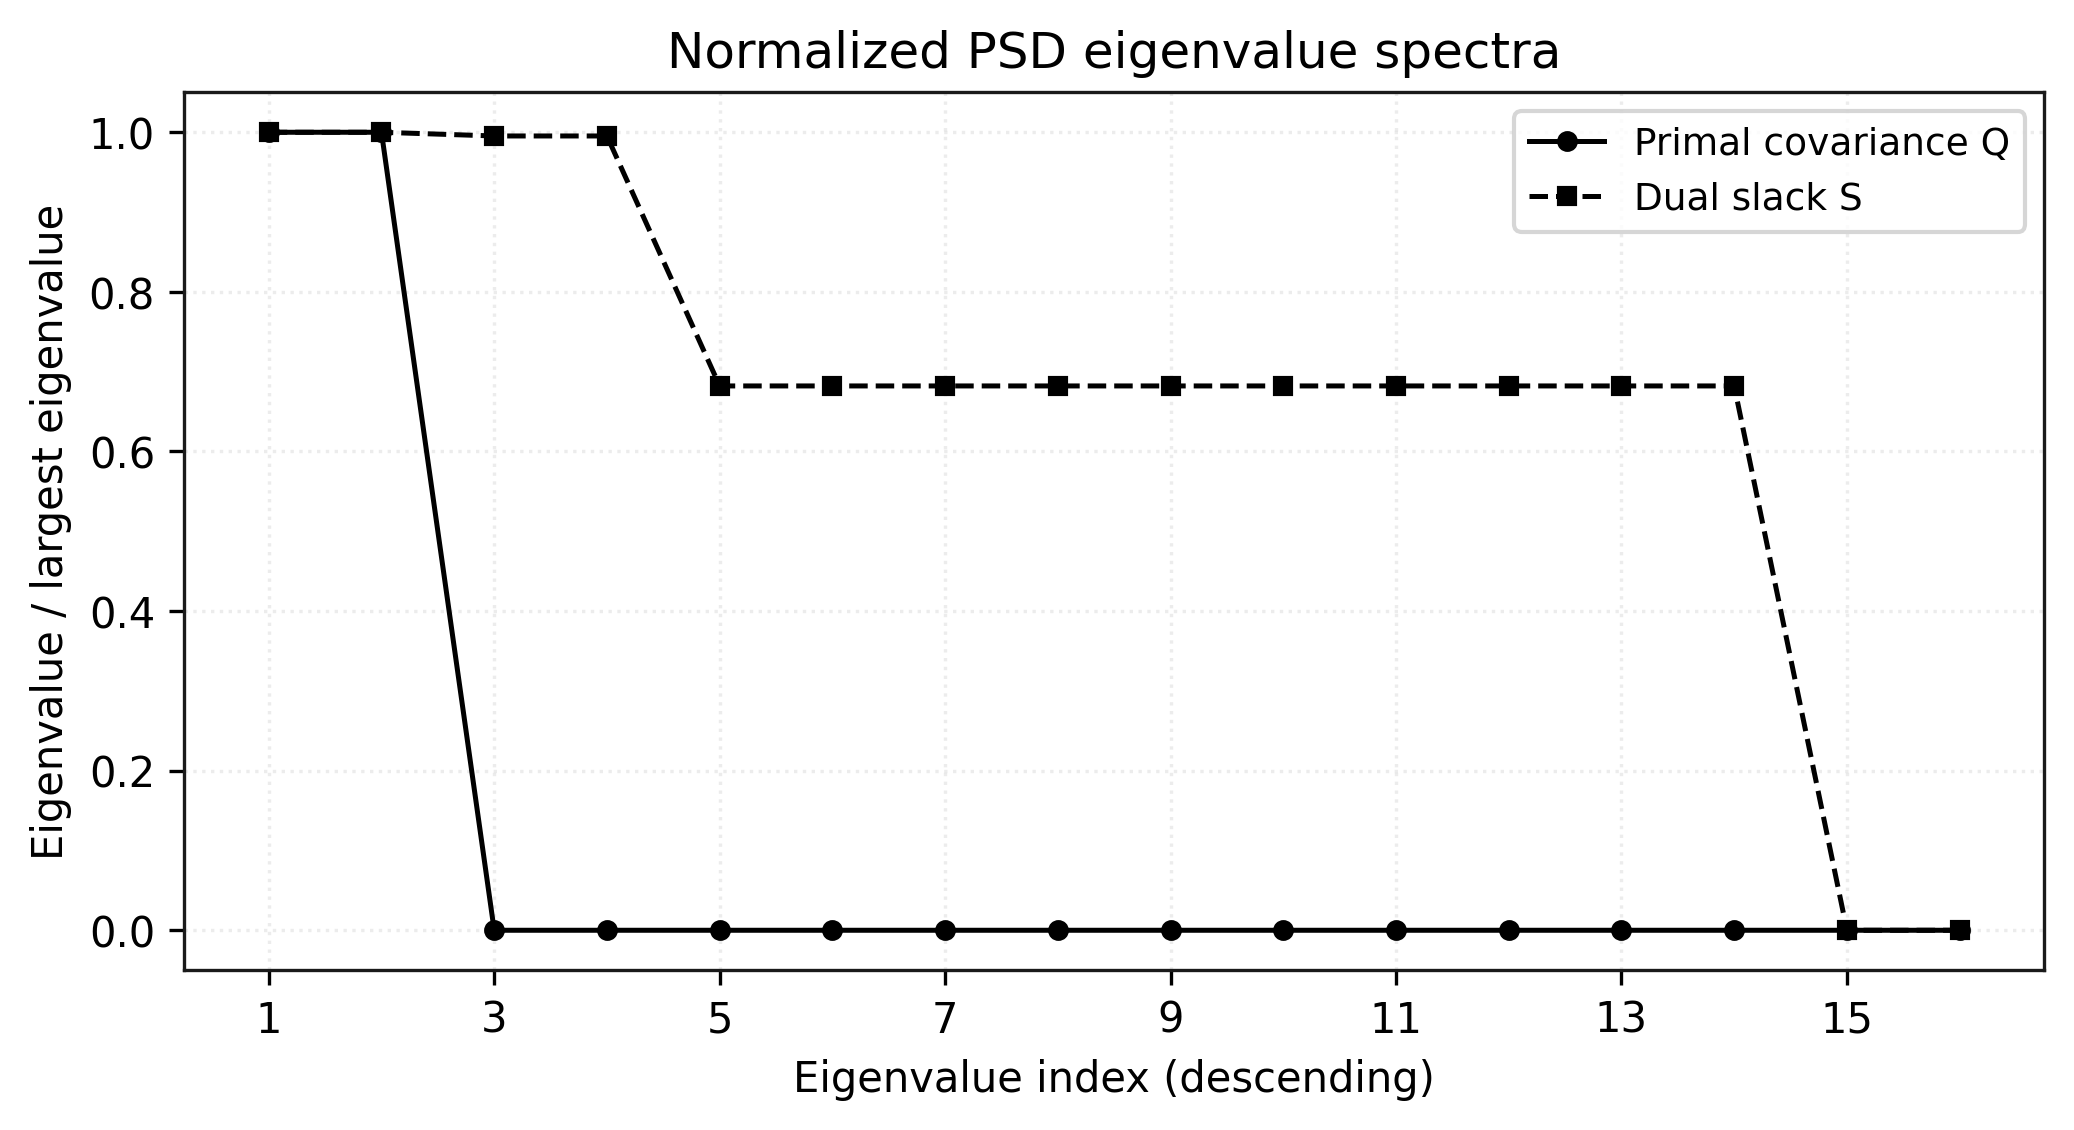 Normalized PSD eigenvalue spectra
Primal covariance Q
Dual slack S
Eigenvalue / largest eigenvalue
1.0
0.8
0.6
0.4
0.2
0.0
1 3 5 7 9 11 13 15
Eigenvalue index (descending)